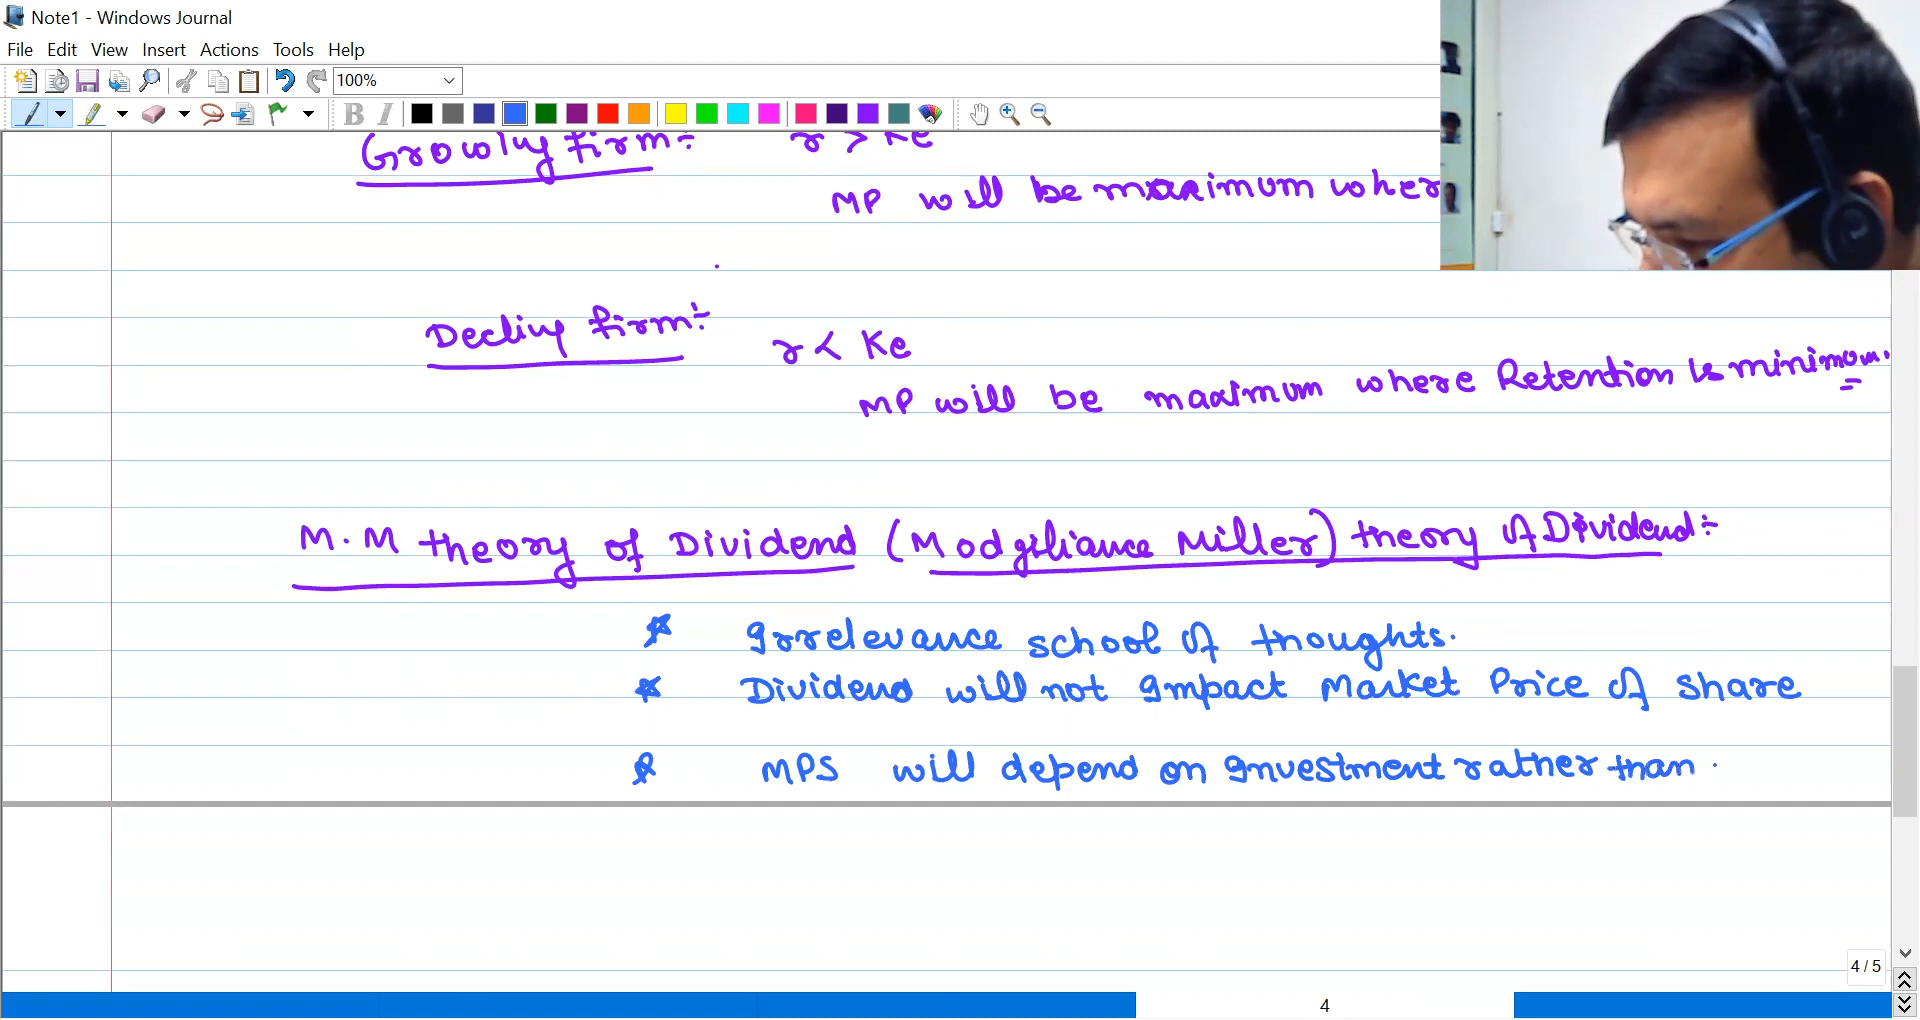 Note1 - Windows Journal
File Edit View Insert Actions Tools Help
100%
B I
Growing firm:- r > Ke
MP will be maximum where
Declinig firm:- r < Ke
MP will be maximum where Retention is minimum.
M.M theory of Dividend (Modgiliance Miller) theory of Dividend:-
* Irrelevance school of thoughts.
* Dividend will not Impact Market Price of share
* MPS will depend on Investment rather than
4 / 5
4